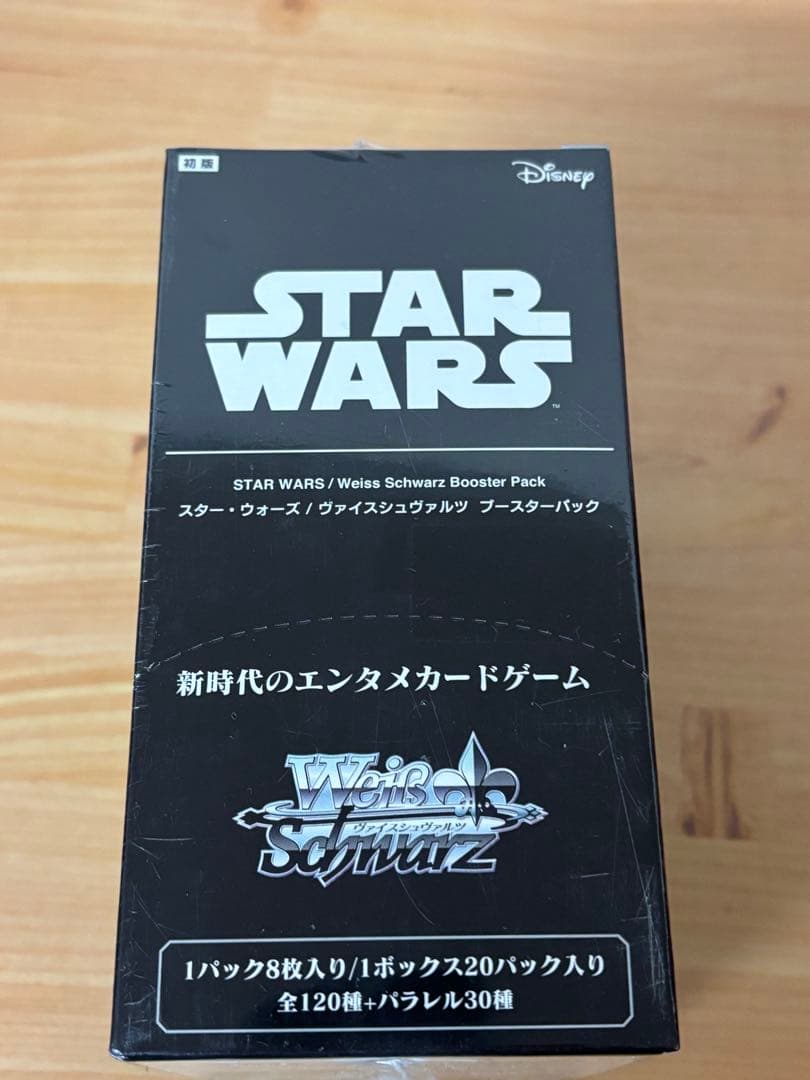 初版
Disney
STAR
WARS
™
STAR WARS / Weiss Schwarz Booster Pack
スター・ウォーズ / ヴァイスシュヴァルツ ブースターパック
新時代のエンタメカードゲーム
Weiß
ヴァイスシュヴァルツ
Schwarz
1パック8枚入り/1ボックス20パック入り
全120種+パラレル30種